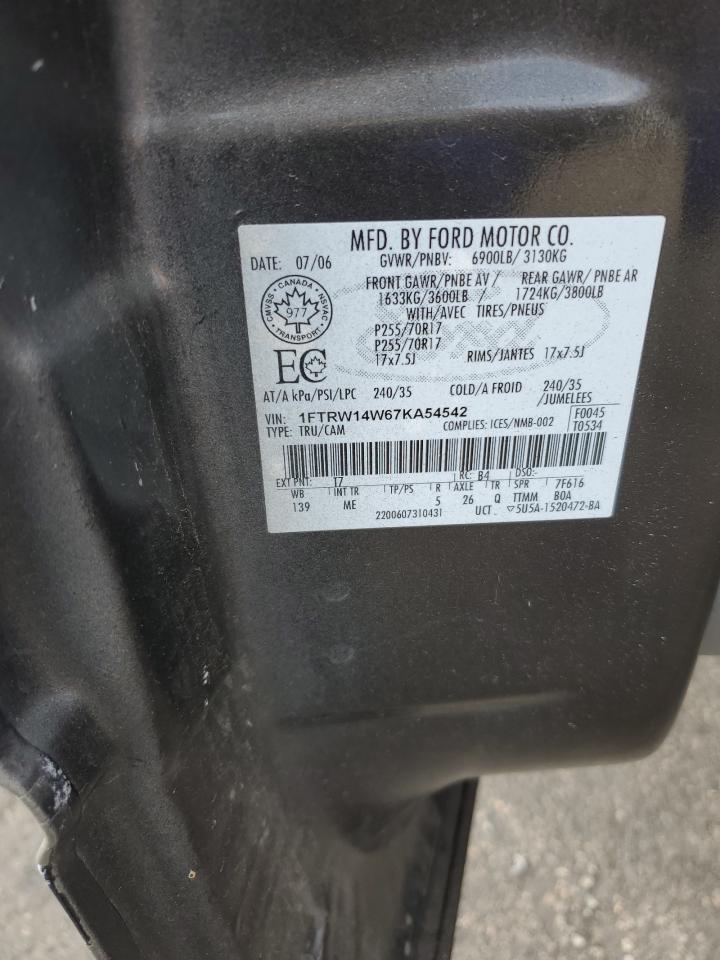 MFD. BY FORD MOTOR CO.
DATE: 07/06 GVWR/PNBV: 6900LB/ 3130KG
FRONT GAWR/PNBE AV/ REAR GAWR/ PNBE AR
1633KG/3600LB / 1724KG/3800LB
WITH/AVEC TIRES/PNEUS
P255/70R17
P255/70R17
17x7.5J RIMS/JANTES 17x7.5J
CMVSS · CANADA · NSVAC · TRANSPORT ·
977
EC
AT/A kPa/PSI/LPC 240/35 COLD/A FROID 240/35
/JUMELEES
VIN: 1FTRW14W67KA54542 F0045
TYPE: TRU/CAM COMPLIES: ICES/NMB-002 T0534
EXT PNT: T7 RC: B4 DSO:-
WB INT TR TP/PS R AXLE TR SPR 7F616
139 ME 5 26 Q TTMM B0A
2200607310431 UCT. ▽5U5A-1520472-BA